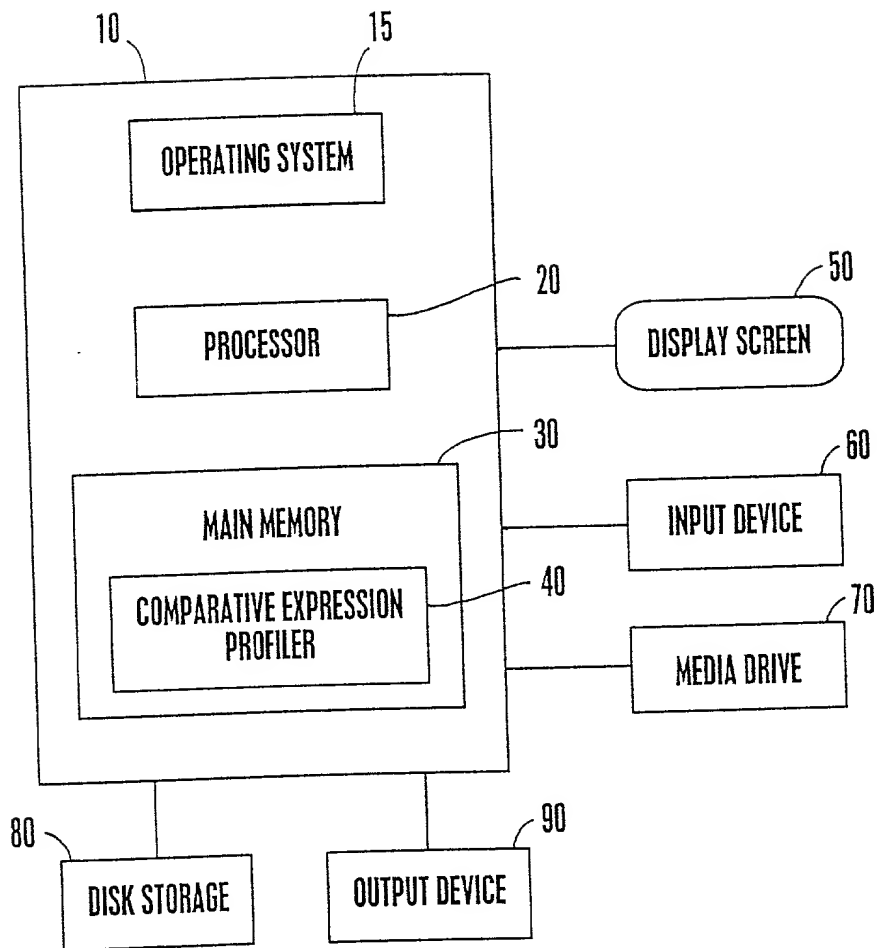 10
15
OPERATING SYSTEM
20
PROCESSOR
50
DISPLAY SCREEN
30
MAIN MEMORY
60
INPUT DEVICE
40
COMPARATIVE EXPRESSION
PROFILER
70
MEDIA DRIVE
80
DISK STORAGE
90
OUTPUT DEVICE